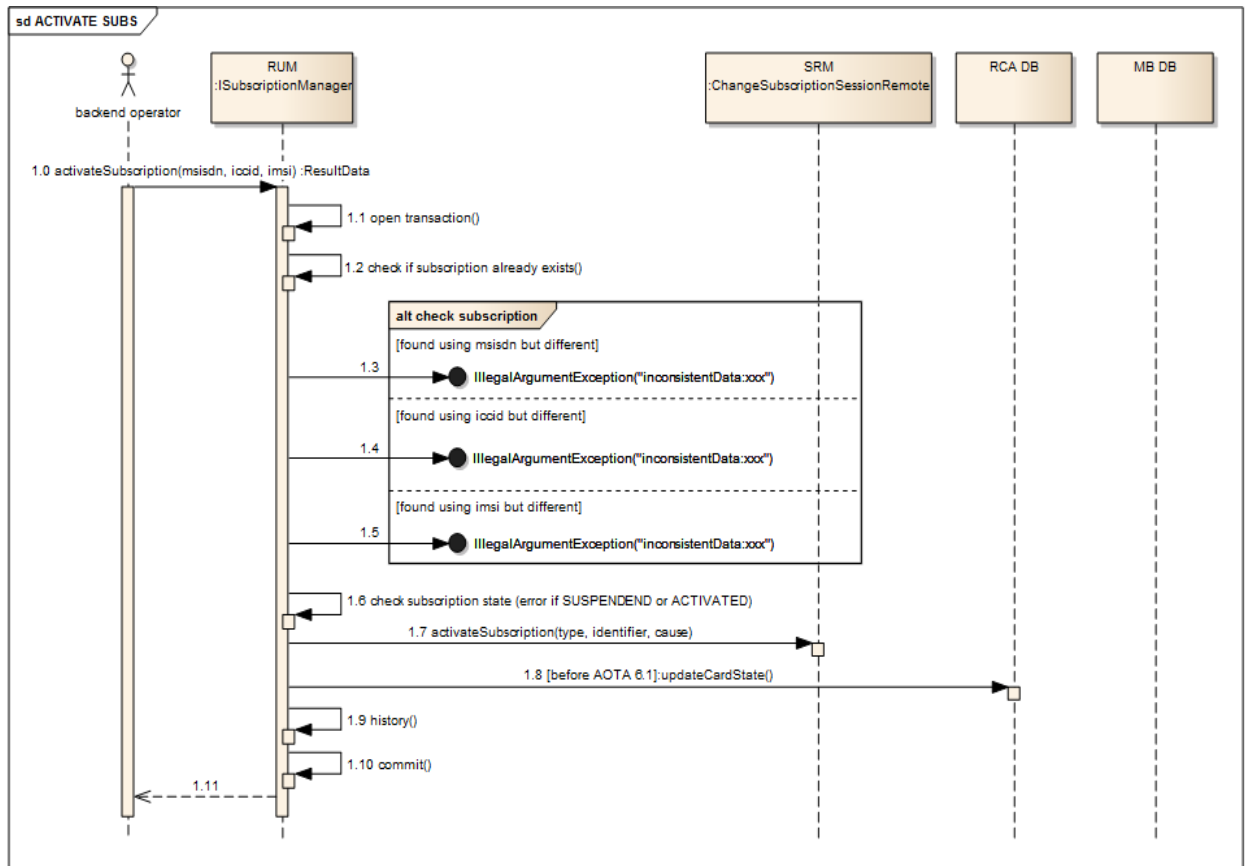 sd ACTIVATE SUBS
backend operator
RUM
:ISubscriptionManager
SRM
:ChangeSubscriptionSessionRemote
RCA DB
MB DB
1.0 activateSubscription(msisdn, iccid, imsi) :ResultData
1.1 open transaction()
1.2 check if subscription already exists()
alt check subscription
[found using msisdn but different]
1.3
IllegalArgumentException("inconsistentData:xxx")
[found using iccid but different]
1.4
IllegalArgumentException("inconsistentData:xxx")
[found using imsi but different]
1.5
IllegalArgumentException("inconsistentData:xxx")
1.6 check subscription state (error if SUSPENDEND or ACTIVATED)
1.7 activateSubscription(type, identifier, cause)
1.8 [before AOTA 6.1]:updateCardState()
1.9 history()
1.10 commit()
1.11